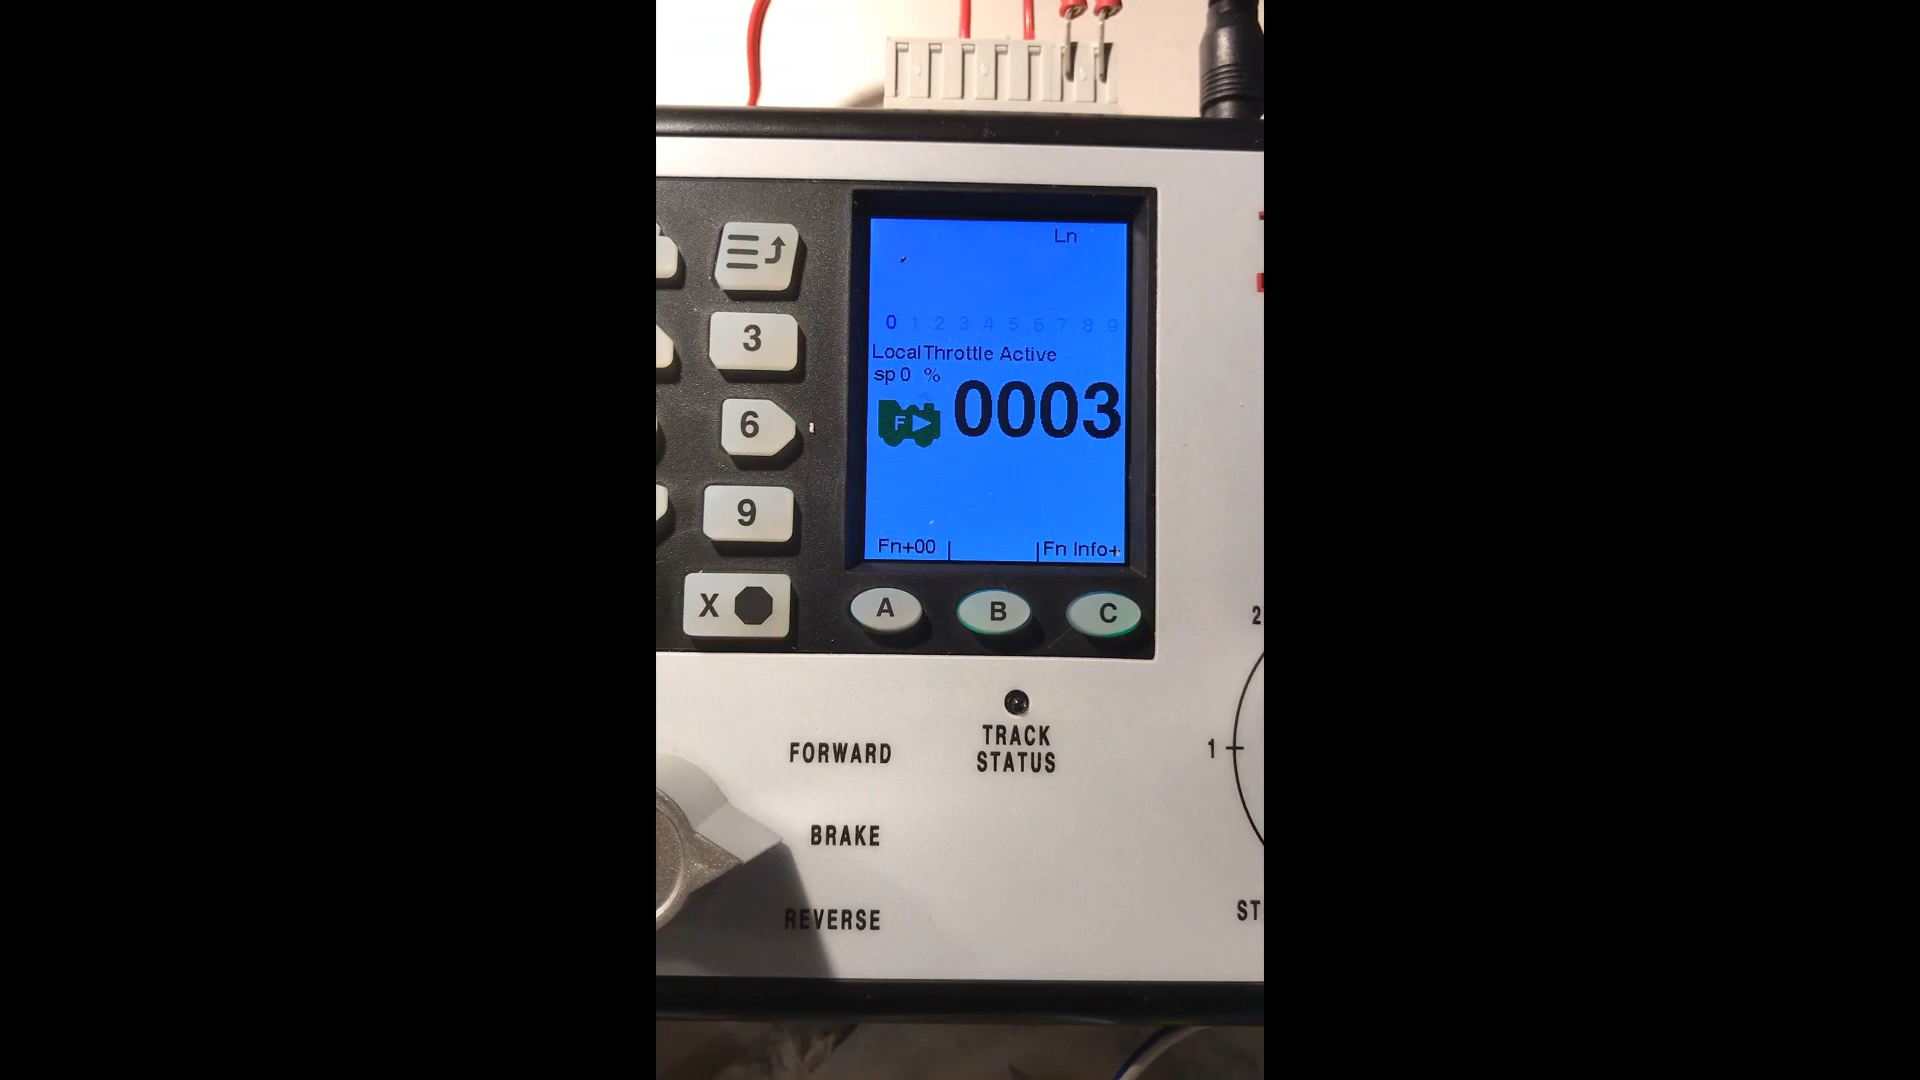 Ln
0 1 2 3 4 5 6 7 8 9
Local Throttle Active
sp 0 %
0003
F
Fn+00
Fn Info+
3
6
9
X
A B C
TRACK
STATUS
FORWARD
BRAKE
REVERSE
2
1
ST